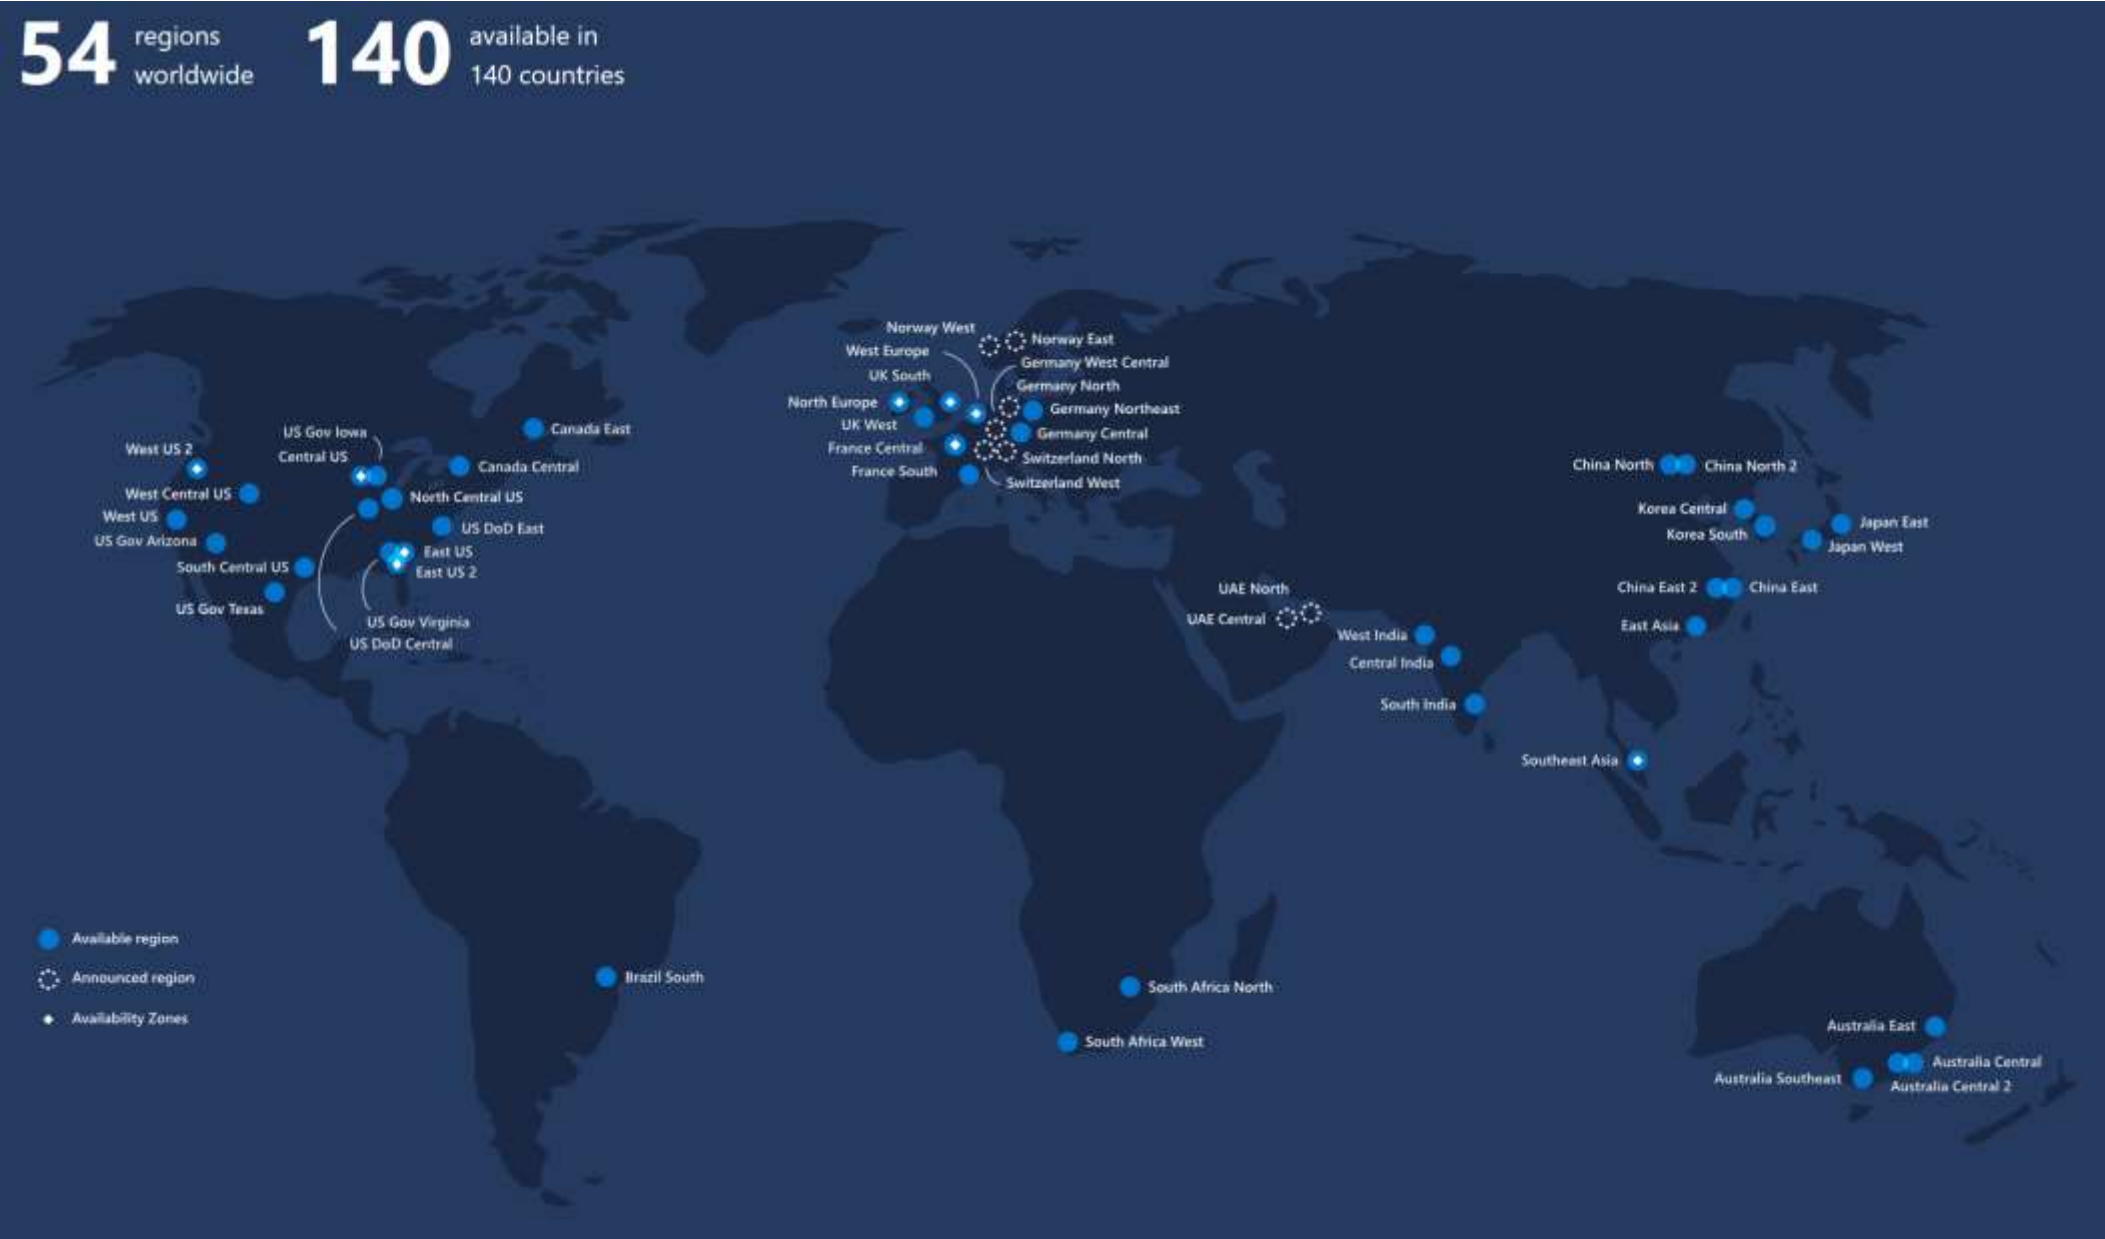 54 regions worldwide
140 available in 140 countries
Norway West
Norway East
West Europe
Germany West Central
UK South
Germany North
North Europe
Germany Northeast
UK West
Germany Central
France Central
Switzerland North
France South
Switzerland West
US Gov Iowa
Canada East
West US 2
Central US
Canada Central
West Central US
North Central US
West US
US DoD East
US Gov Arizona
East US
South Central US
East US 2
US Gov Texas
US Gov Virginia
US DoD Central
China North
China North 2
Korea Central
Japan East
Korea South
Japan West
UAE North
China East 2
China East
UAE Central
East Asia
West India
Central India
South India
Southeast Asia
Available region
Announced region
Availability Zones
Brazil South
South Africa North
South Africa West
Australia East
Australia Central
Australia Southeast
Australia Central 2